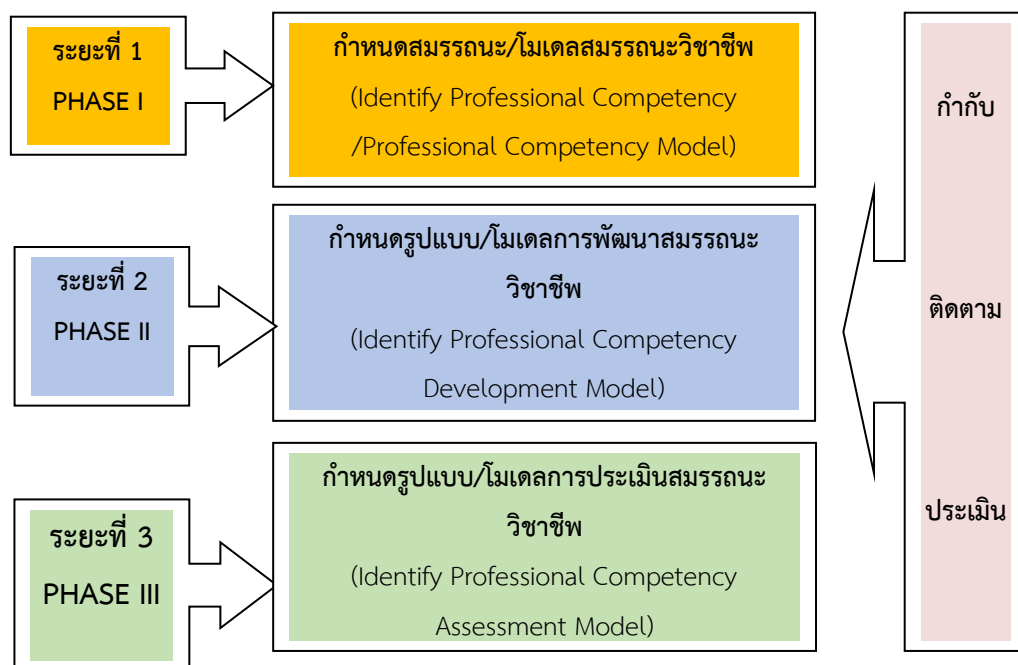 ระยะที่ 1
PHASE I
กำหนดสมรรถนะ/โมเดลสมรรถนะวิชาชีพ
(Identify Professional Competency
/Professional Competency Model)
ระยะที่ 2
PHASE II
กำหนดรูปแบบ/โมเดลการพัฒนาสมรรถนะ
วิชาชีพ
(Identify Professional Competency
Development Model)
ระยะที่ 3
PHASE III
กำหนดรูปแบบ/โมเดลการประเมินสมรรถนะ
วิชาชีพ
(Identify Professional Competency
Assessment Model)
กำกับ
ติดตาม
ประเมิน